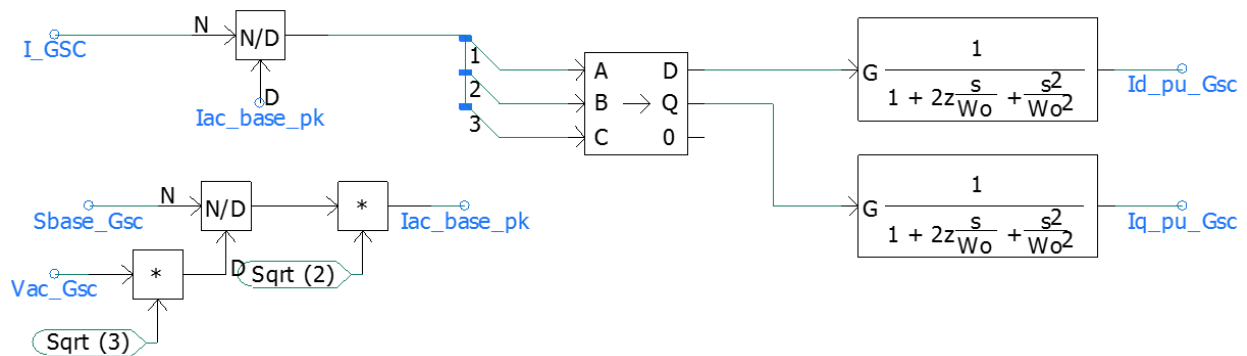 I_GSC
N
N/D
D
Iac_base_pk
1
2
3
A
B
C
D
Q
0
G
1
1 + 2z s/Wo + s²/Wo²
Id_pu_Gsc
G
1
1 + 2z s/Wo + s²/Wo²
Iq_pu_Gsc
Sbase_Gsc
N
N/D
D
*
Iac_base_pk
Sqrt (2)
Vac_Gsc
*
Sqrt (3)